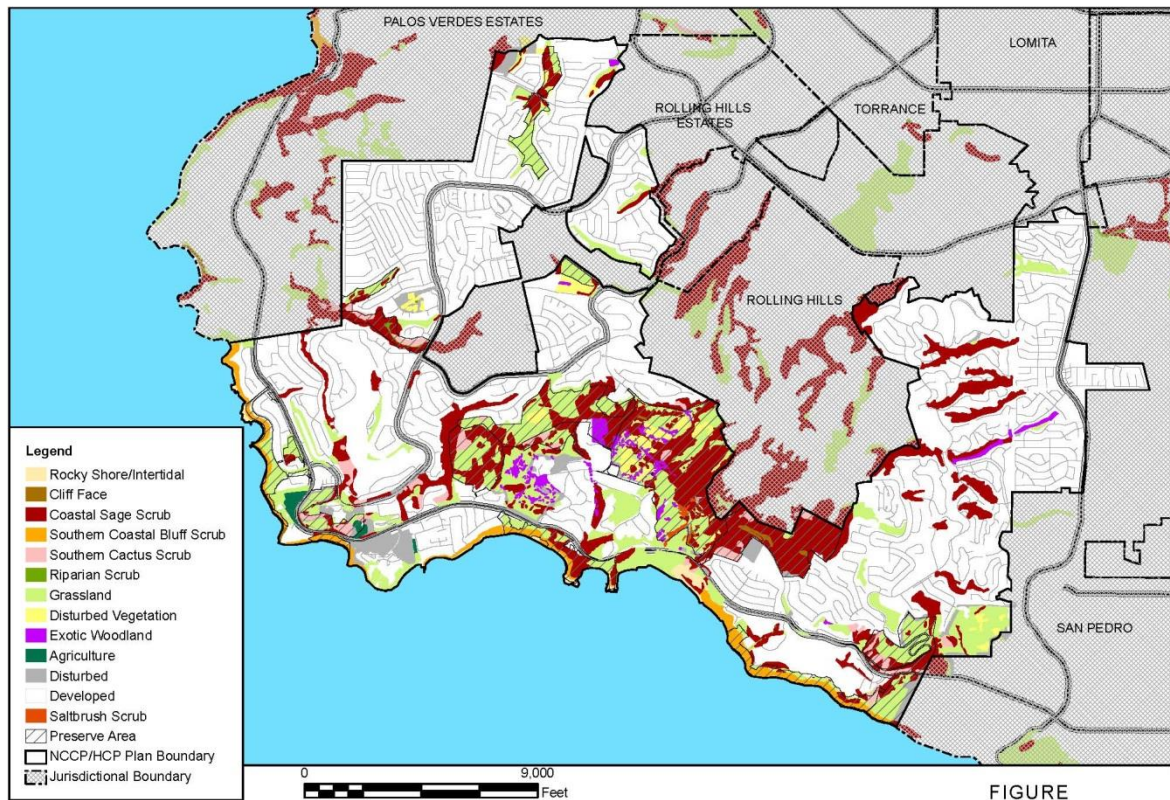 PALOS VERDES ESTATES
LOMITA
ROLLING HILLS
ESTATES
TORRANCE
ROLLING HILLS
SAN PEDRO
Legend
Rocky Shore/Intertidal
Cliff Face
Coastal Sage Scrub
Southern Coastal Bluff Scrub
Southern Cactus Scrub
Riparian Scrub
Grassland
Disturbed Vegetation
Exotic Woodland
Agriculture
Disturbed
Developed
Saltbrush Scrub
Preserve Area
NCCP/HCP Plan Boundary
Jurisdictional Boundary
0 9,000
Feet
FIGURE